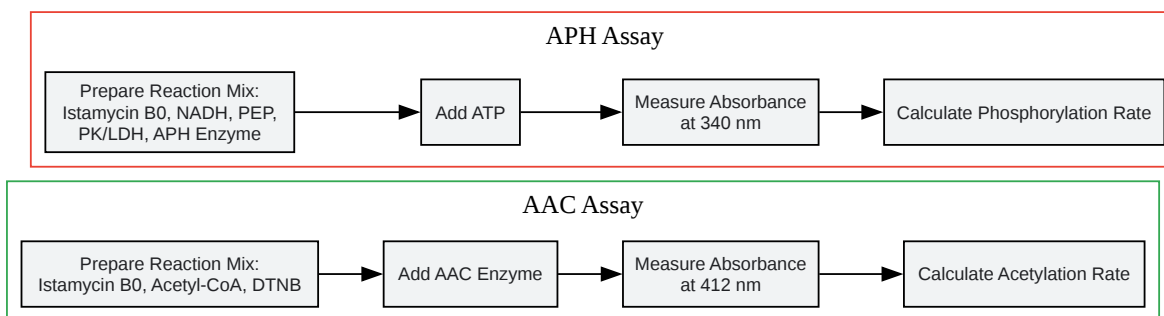 APH Assay
Prepare Reaction Mix:
Istamycin B0, NADH, PEP,
PK/LDH, APH Enzyme
Add ATP
Measure Absorbance
at 340 nm
Calculate Phosphorylation Rate
AAC Assay
Prepare Reaction Mix:
Istamycin B0, Acetyl-CoA, DTNB
Add AAC Enzyme
Measure Absorbance
at 412 nm
Calculate Acetylation Rate